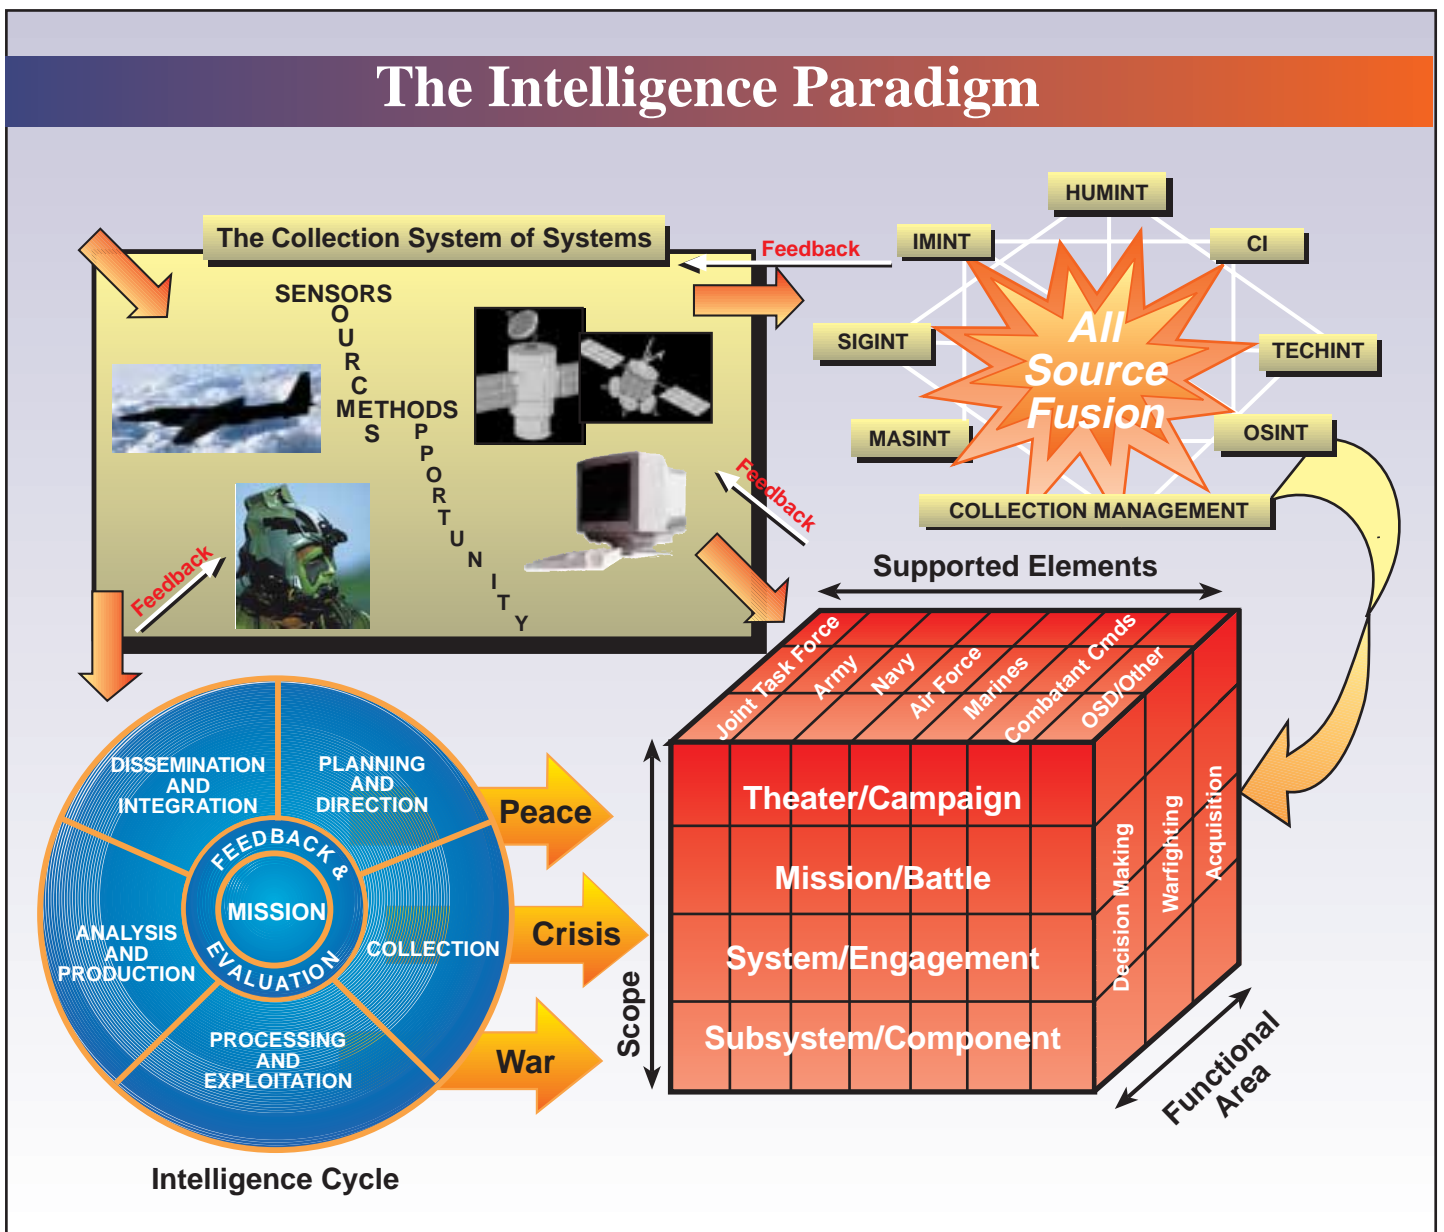 The Intelligence Paradigm
The Collection System of Systems
SENSORS
SOURCES
METHODS
OPPORTUNITY
Feedback
Feedback
Feedback
HUMINT
IMINT
CI
SIGINT
TECHINT
MASINT
OSINT
All
Source
Fusion
COLLECTION MANAGEMENT
Supported Elements
Joint Task Force
Army
Navy
Air Force
Marines
Combatant Cmds
OSD/Other
Theater/Campaign
Mission/Battle
System/Engagement
Subsystem/Component
Decision Making
Warfighting
Acquisition
Scope
Functional
Area
DISSEMINATION
AND
INTEGRATION
PLANNING
AND
DIRECTION
FEEDBACK &
EVALUATION
MISSION
ANALYSIS
AND
PRODUCTION
COLLECTION
PROCESSING
AND
EXPLOITATION
Peace
Crisis
War
Intelligence Cycle